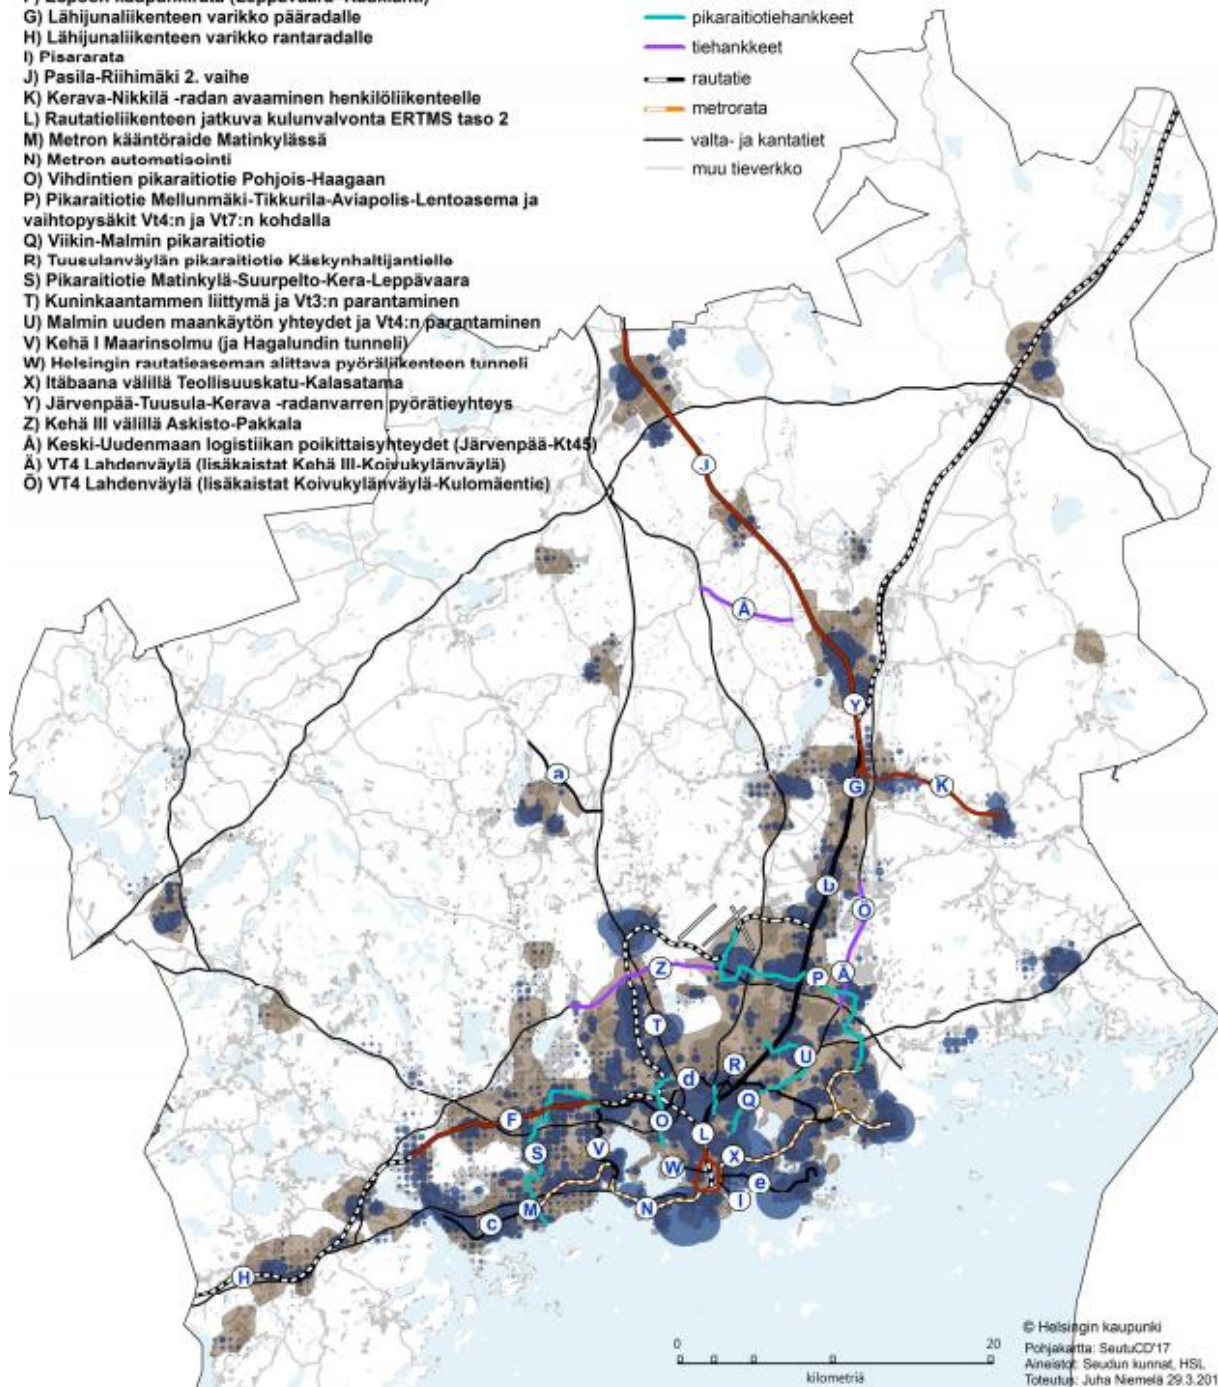 F) Espoon kaupunkirata (Leppävaara–Kauklahti)
G) Lähijunaliikenteen varikko pääradalle
H) Lähijunaliikenteen varikko rantaradalle
I) Pisararata
J) Pasila-Riihimäki 2. vaihe
K) Kerava-Nikkilä -radan avaaminen henkilöliikenteelle
L) Rautatieliikenteen jatkuva kulunvalvonta ERTMS taso 2
M) Metron kääntöraide Matinkylässä
N) Metron automatisointi
O) Vihdintien pikaraitiotie Pohjois-Haagaan
P) Pikaraitiotie Mellunmäki-Tikkurila-Aviapolis-Lentoasema ja
vaihtopysäkit Vt4:n ja Vt7:n kohdalla
Q) Viikin-Malmin pikaraitiotie
R) Tuusulanväylän pikaraitiotie Käskynhaltijantielle
S) Pikaraitiotie Matinkylä-Suurpelto-Kera-Leppävaara
T) Kuninkaantammen liittymä ja Vt3:n parantaminen
U) Malmin uuden maankäytön yhteydet ja Vt4:n parantaminen
V) Kehä I Maarinsolmu (ja Hagalundin tunneli)
W) Helsingin rautatieaseman alittava pyöräliikenteen tunneli
X) Itäbaana välillä Teollisuuskatu-Kalasatama
Y) Järvenpää-Tuusula-Kerava -radanvarren pyörätieyhteys
Z) Kehä III välillä Askisto-Pakkala
Å) Keski-Uudenmaan logistiikan poikittaisyhteydet (Järvenpää-Kt45)
Ä) VT4 Lahdenväylä (lisäkaistat Kehä III-Koivukylänväylä)
Ö) VT4 Lahdenväylä (lisäkaistat Koivukylänväylä-Kulomäentie)
pikaraitiotiehankkeet
tiehankkeet
rautatie
metrorata
valta- ja kantatiet
muu tieverkko
J
Å
Y
a
G
K
b
Ö
Z
P
Ä
T
U
R
d
Q
F
O
L
V
S
X
W
e
I
M
N
c
H
0
20
kilometriä
© Helsingin kaupunki
Pohjakartta: SeutuCD'17
Aineistot: Seudun kunnat, HSL
Toteutus: Juha Niemelä 29.3.201